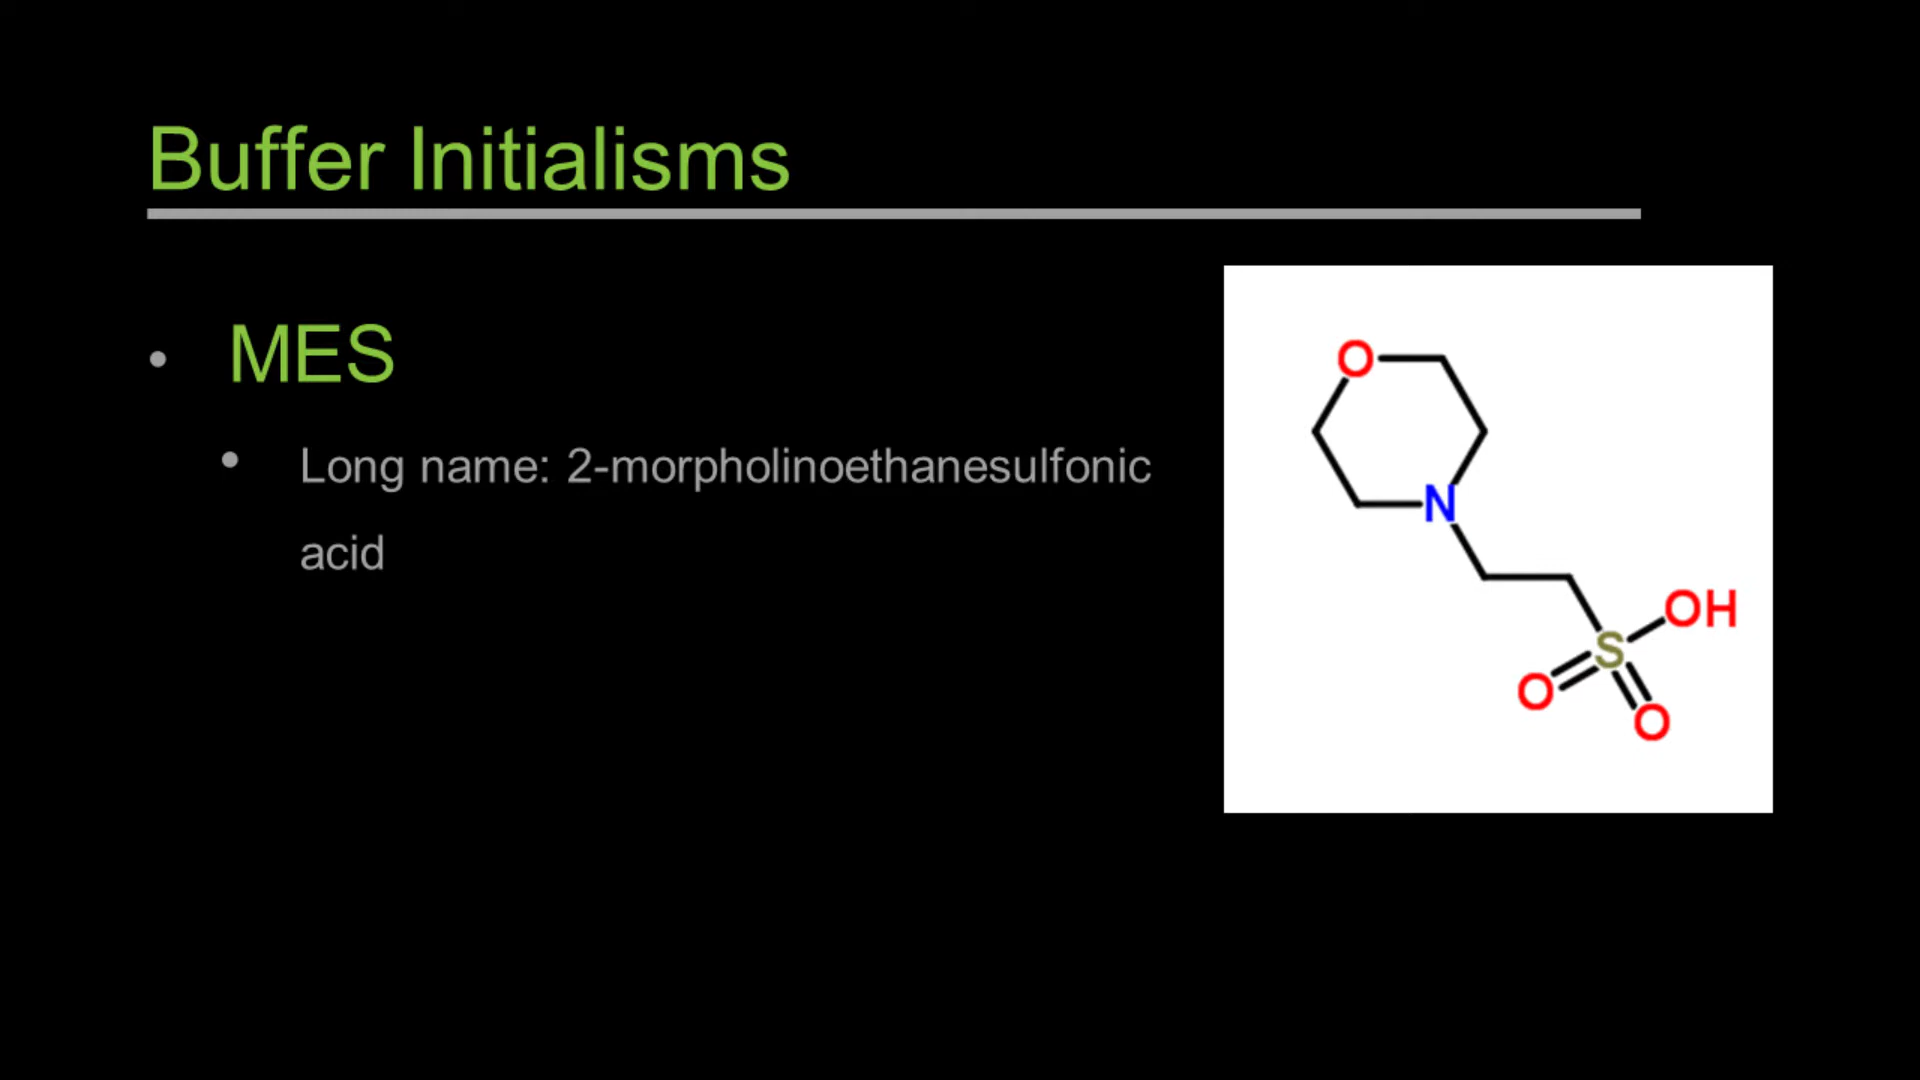 Buffer Initialisms
• MES
• Long name: 2-morpholinoethanesulfonic
acid
O
N
OH
S
O
O